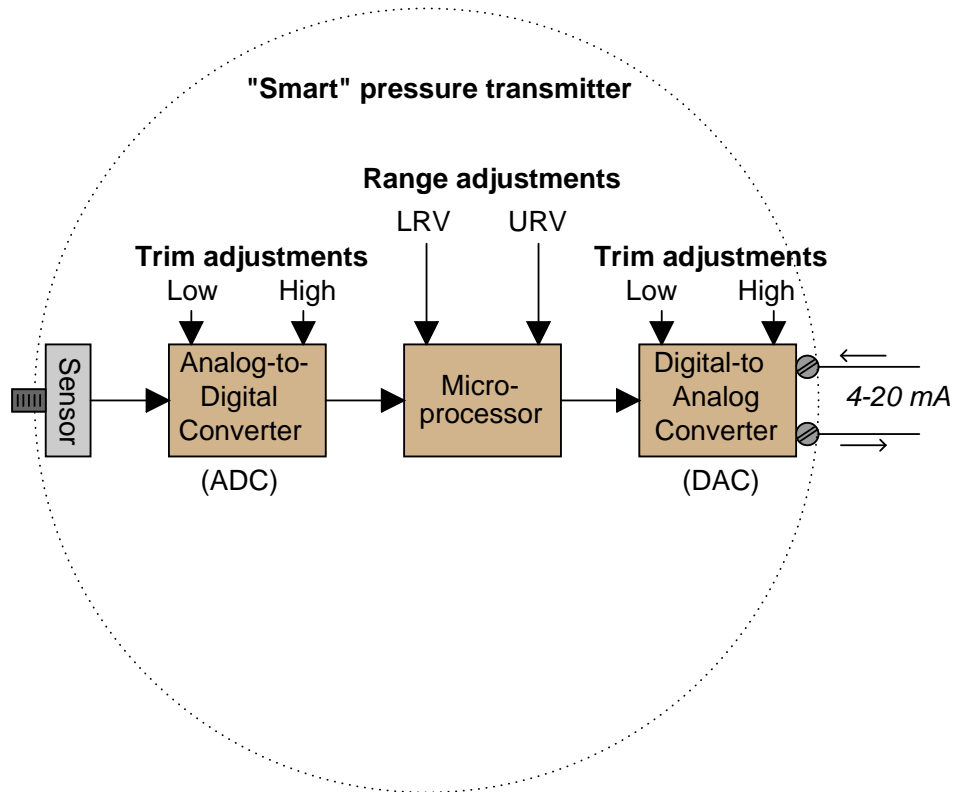 "Smart" pressure transmitter
Range adjustments
LRV URV
Trim adjustments
Low High
Trim adjustments
Low High
Sensor
Analog-to-
Digital
Converter
(ADC)
Micro-
processor
Digital-to
Analog
Converter
(DAC)
4-20 mA